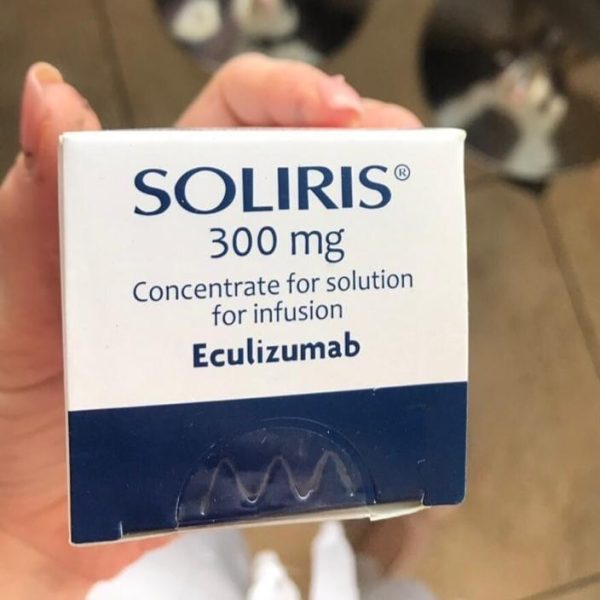 SOLIRIS®
300 mg
Concentrate for solution
for infusion
Eculizumab